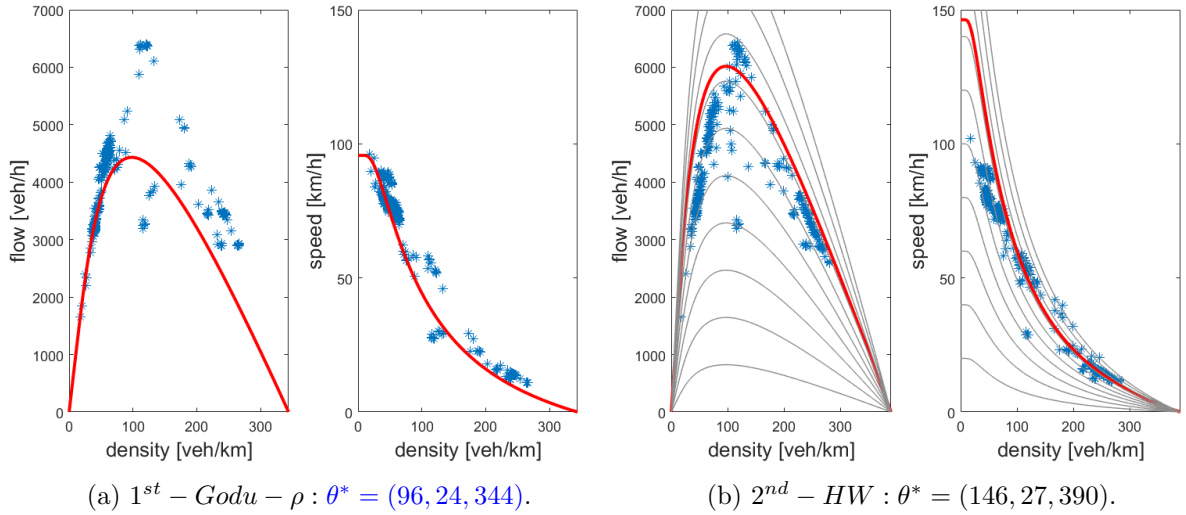 7000
6000
5000
4000
3000
2000
1000
0
flow [veh/h]
0 100 200 300
density [veh/km]
150
100
50
0
speed [km/h]
0 100 200 300
density [veh/km]
7000
6000
5000
4000
3000
2000
1000
0
flow [veh/h]
0 100 200 300
density [veh/km]
150
100
50
0
speed [km/h]
0 100 200 300
density [veh/km]
(a) 1^{st} − Godu − ρ : θ* = (96, 24, 344).
(b) 2^{nd} − HW : θ* = (146, 27, 390).